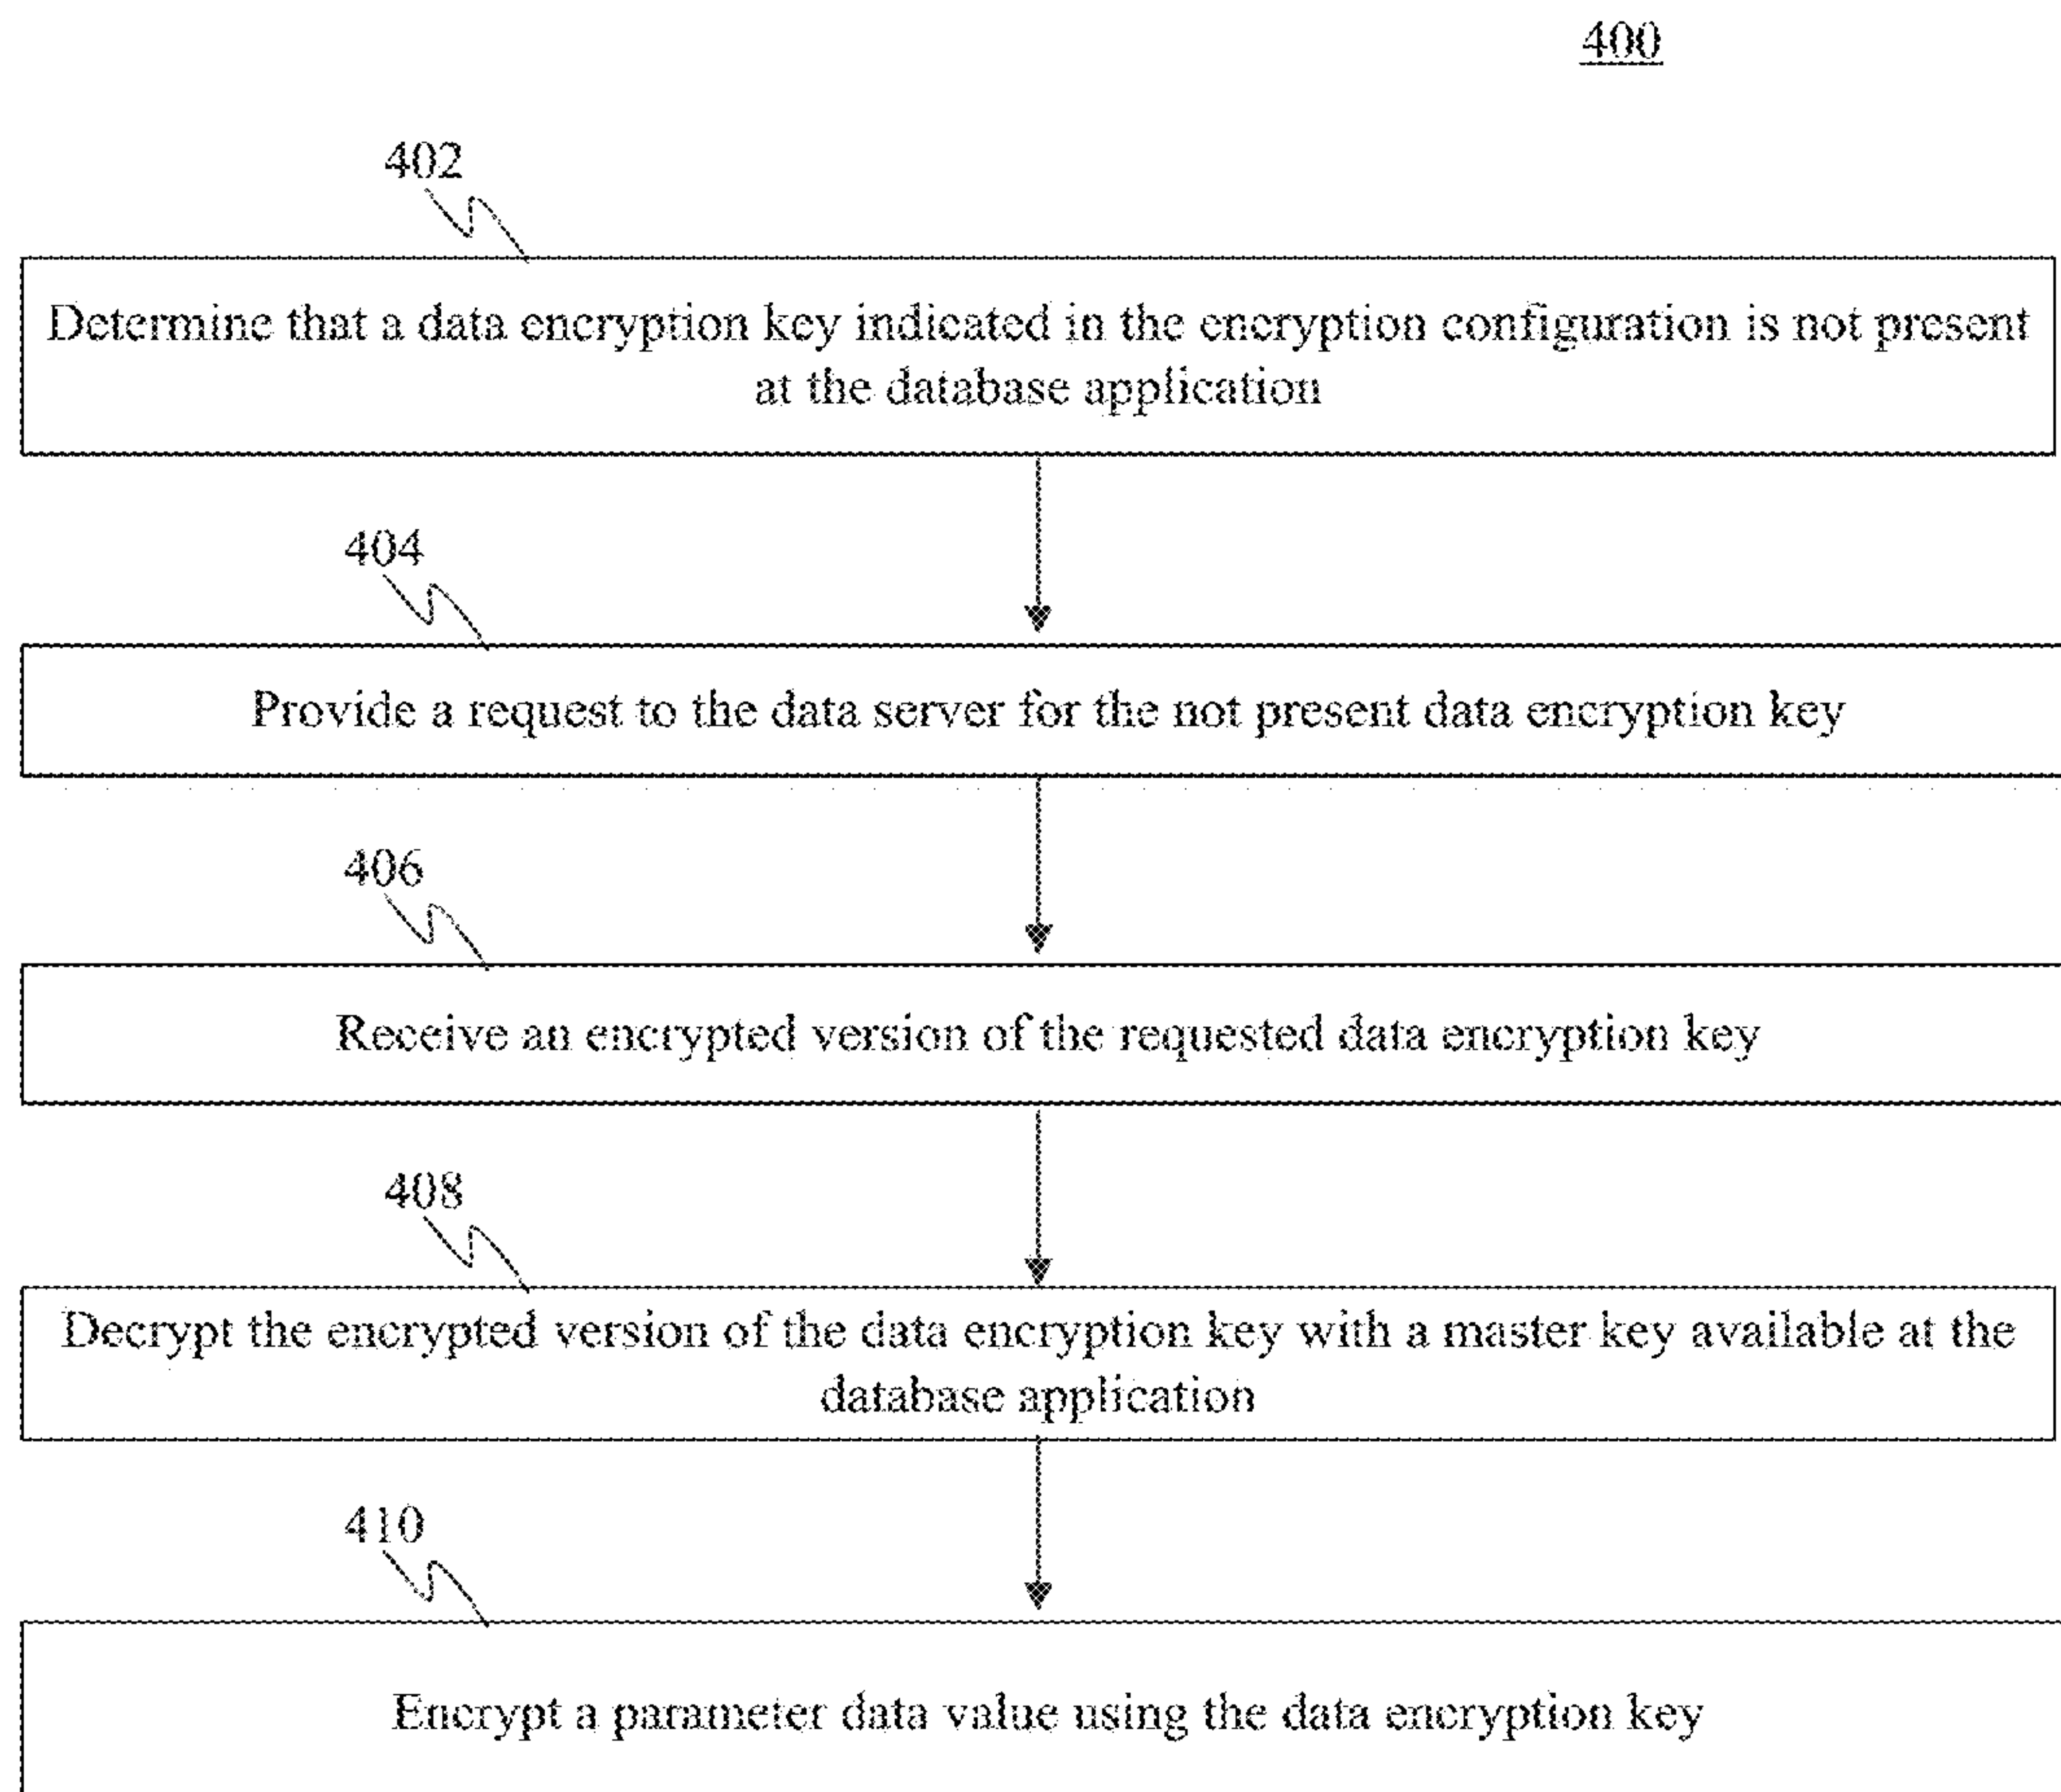 400
402
Determine that a data encryption key indicated in the encryption configuration is not present
at the database application
404
Provide a request to the data server for the not present data encryption key
406
Receive an encrypted version of the requested data encryption key
408
Decrypt the encrypted version of the data encryption key with a master key available at the
database application
410
Encrypt a parameter data value using the data encryption key